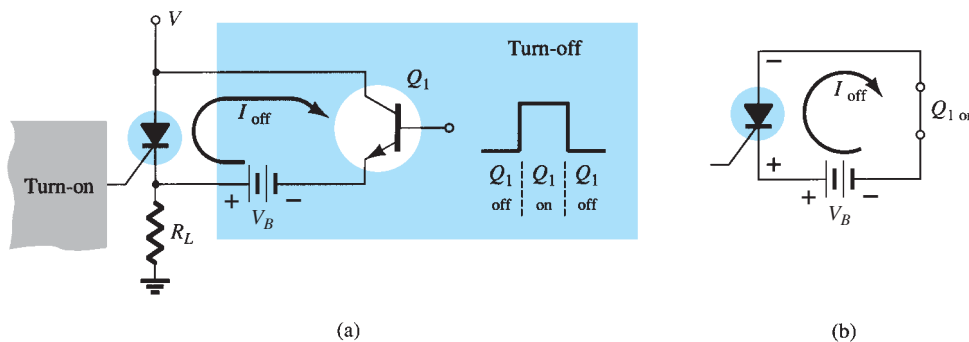 V
Turn-off
Q1
I off
Turn-on
+
−
VB
RL
Q1 Q1 Q1
off on off
(a)
−
I off
Q1 on
+
+
−
VB
(b)